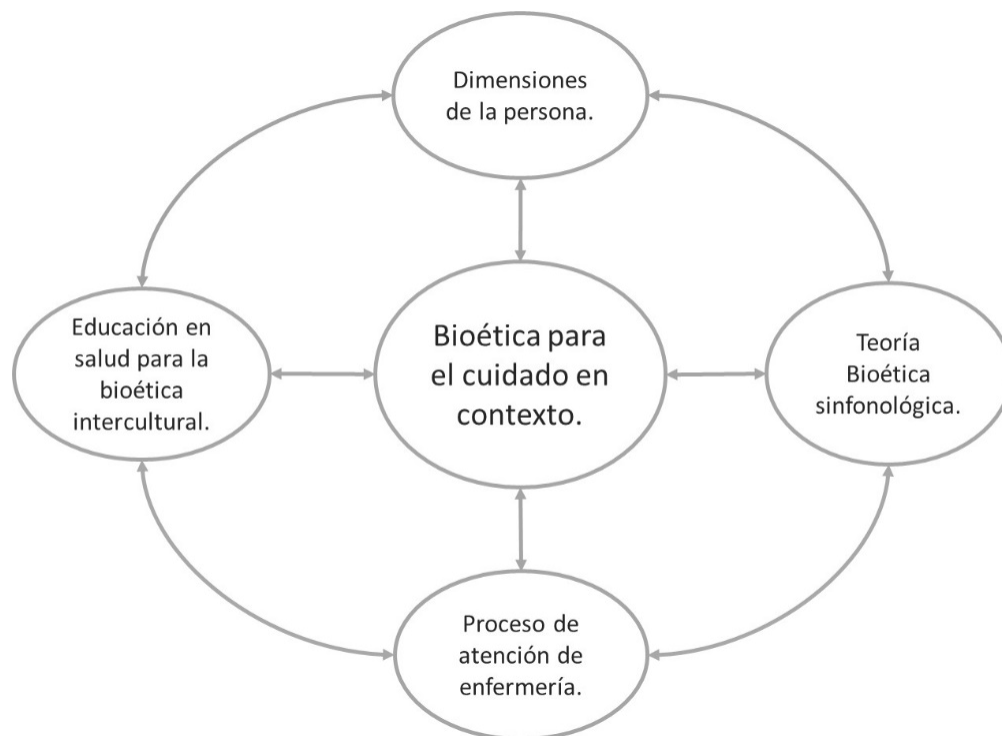 Dimensiones
de la persona.
Educación en
salud para la
bioética
intercultural.
Bioética para
el cuidado en
contexto.
Teoría
Bioética
sinfonológica.
Proceso de
atención de
enfermería.